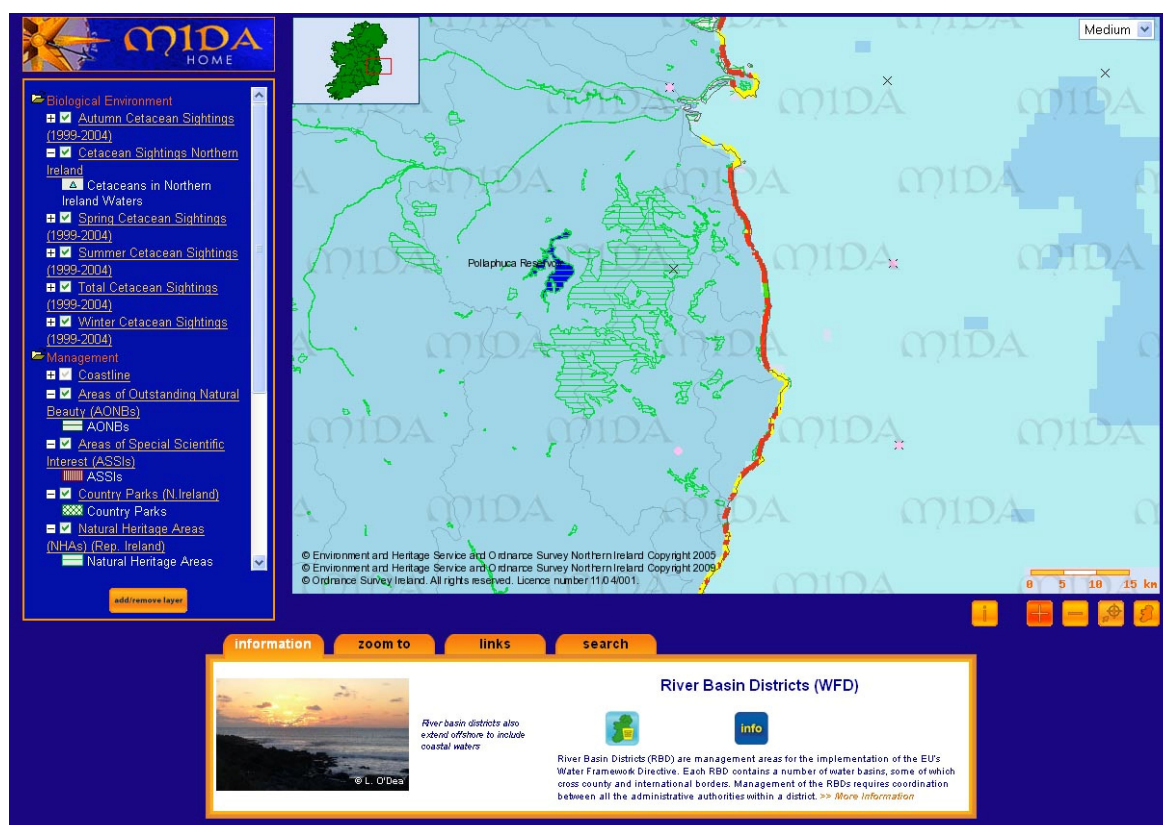 MIDA
HOME
Medium
Biological Environment
Autumn Cetacean Sightings
(1999-2004)
Cetacean Sightings Northern
Ireland
Cetaceans in Northern
Ireland Waters
Spring Cetacean Sightings
(1999-2004)
Summer Cetacean Sightings
(1999-2004)
Total Cetacean Sightings
(1999-2004)
Winter Cetacean Sightings
(1999-2004)
Management
Coastline
Areas of Outstanding Natural
Beauty (AONBs)
AONBs
Areas of Special Scientific
Interest (ASSIs)
ASSIs
Country Parks (N.Ireland)
Country Parks
Natural Heritage Areas
(NHAs) (Rep. Ireland)
Natural Heritage Areas
add/remove layer
Pollaphuca Reservoir
© Environment and Heritage Service and Ordnance Survey Northern Ireland Copyright 2005
© Environment and Heritage Service and Ordnance Survey Northern Ireland Copyright 2009
© Ordnance Survey Ireland. All rights reserved. Licence number 11/04/001.
0 5 10 15 km
information zoom to links search
© L. O'Dea
River basin districts also
extend offshore to include
coastal waters
River Basin Districts (WFD)
info
River Basin Districts (RBD) are management areas for the implementation of the EU's
Water Framework Directive. Each RBD contains a number of water basins, some of which
cross county and international borders. Management of the RBDs requires coordination
between all the administrative authorities within a district. >> More Information